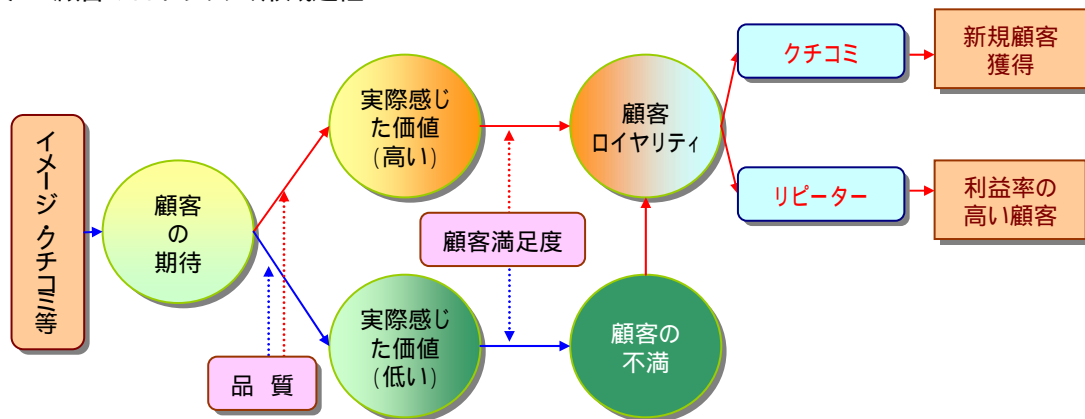 イメージ、クチコミ等
顧客
の
期待
品 質
実際感じ
た価値
(高い)
実際感じ
た価値
(低い)
顧客満足度
顧客
ロイヤリティ
顧客の
不満
クチコミ
リピーター
新規顧客
獲得
利益率の
高い顧客